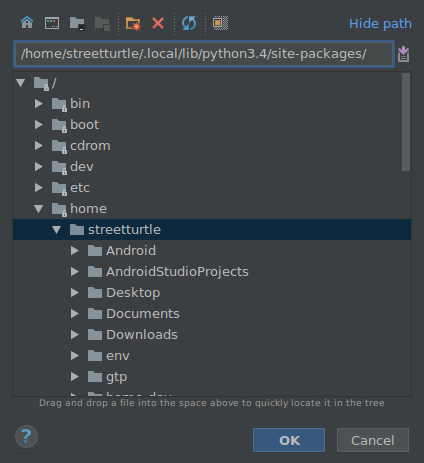 Hide path
/home/streetturtle/.local/lib/python3.4/site-packages/
/
bin
boot
cdrom
dev
etc
home
streetturtle
Android
AndroidStudioProjects
Desktop
Documents
Downloads
env
gtp
Drag and drop a file into the space above to quickly locate it in the tree
? OK Cancel